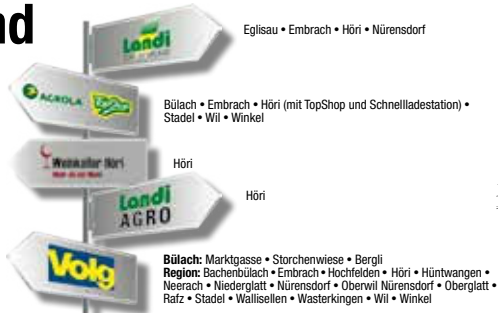 nd
Landi
Eglisau • Embrach • Höri • Nürensdorf
AGROLA TopShop
Bülach • Embrach • Höri (mit TopShop und Schnellladestation) •
Stadel • Wil • Winkel
Weinkeller Höri
Höri
Landi
AGRO
Höri
Volg
Bülach: Marktgasse • Storchenwiese • Bergli
Region: Bachenbülach • Embrach • Hochfelden • Höri • Hüntwangen •
Neerach • Niederglatt • Nürensdorf • Oberwil Nürensdorf • Oberglatt •
Rafz • Stadel • Wallisellen • Wasterkingen • Wil • Winkel